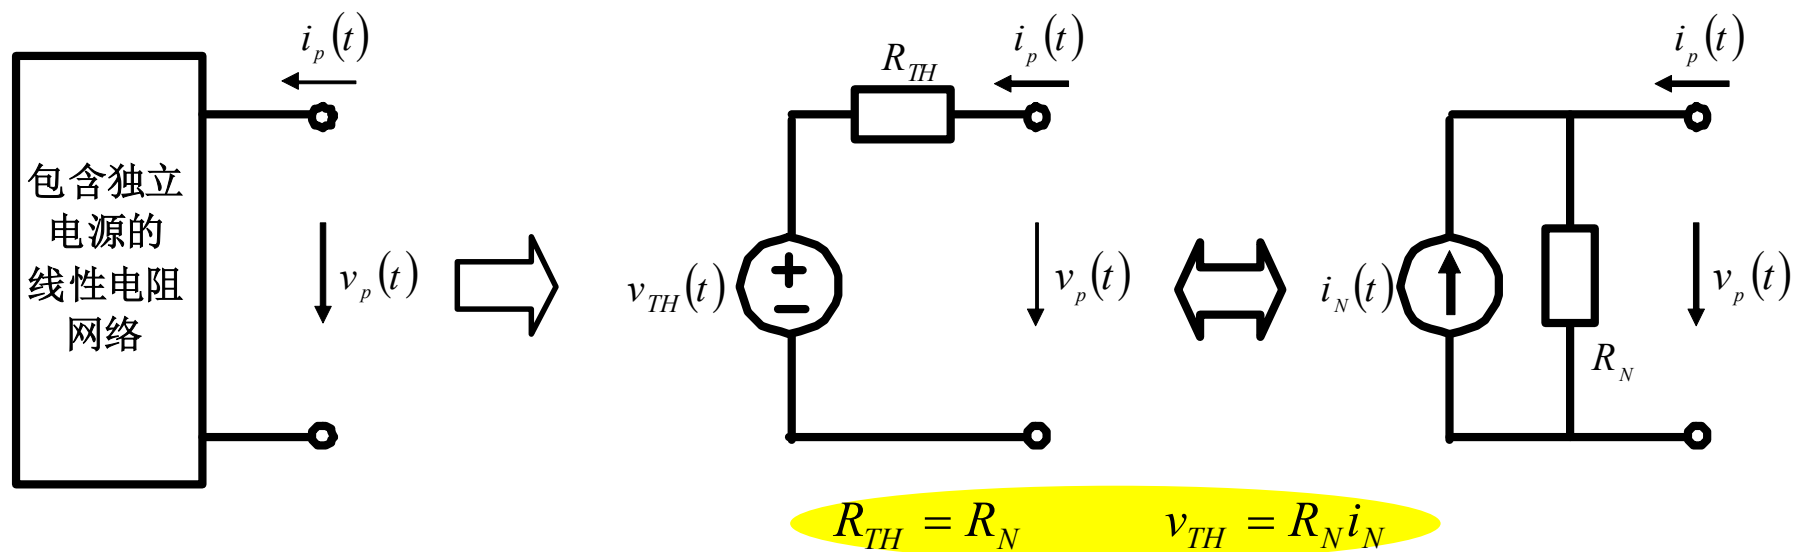 i_p(t)
包含独立
电源的
线性电阻
网络
v_p(t)
R_TH
i_p(t)
v_TH(t)
v_p(t)
i_p(t)
i_N(t)
R_N
v_p(t)
R_TH = R_N
v_TH = R_N i_N